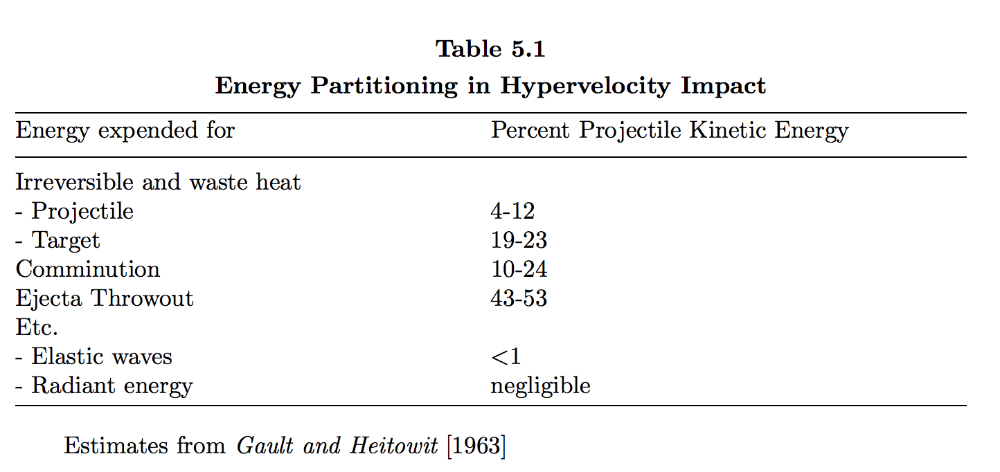 Table 5.1
Energy Partitioning in Hypervelocity Impact
Energy expended for Percent Projectile Kinetic Energy
Irreversible and waste heat
- Projectile 4-12
- Target 19-23
Comminution 10-24
Ejecta Throwout 43-53
Etc.
- Elastic waves <1
- Radiant energy negligible
Estimates from Gault and Heitowit [1963]